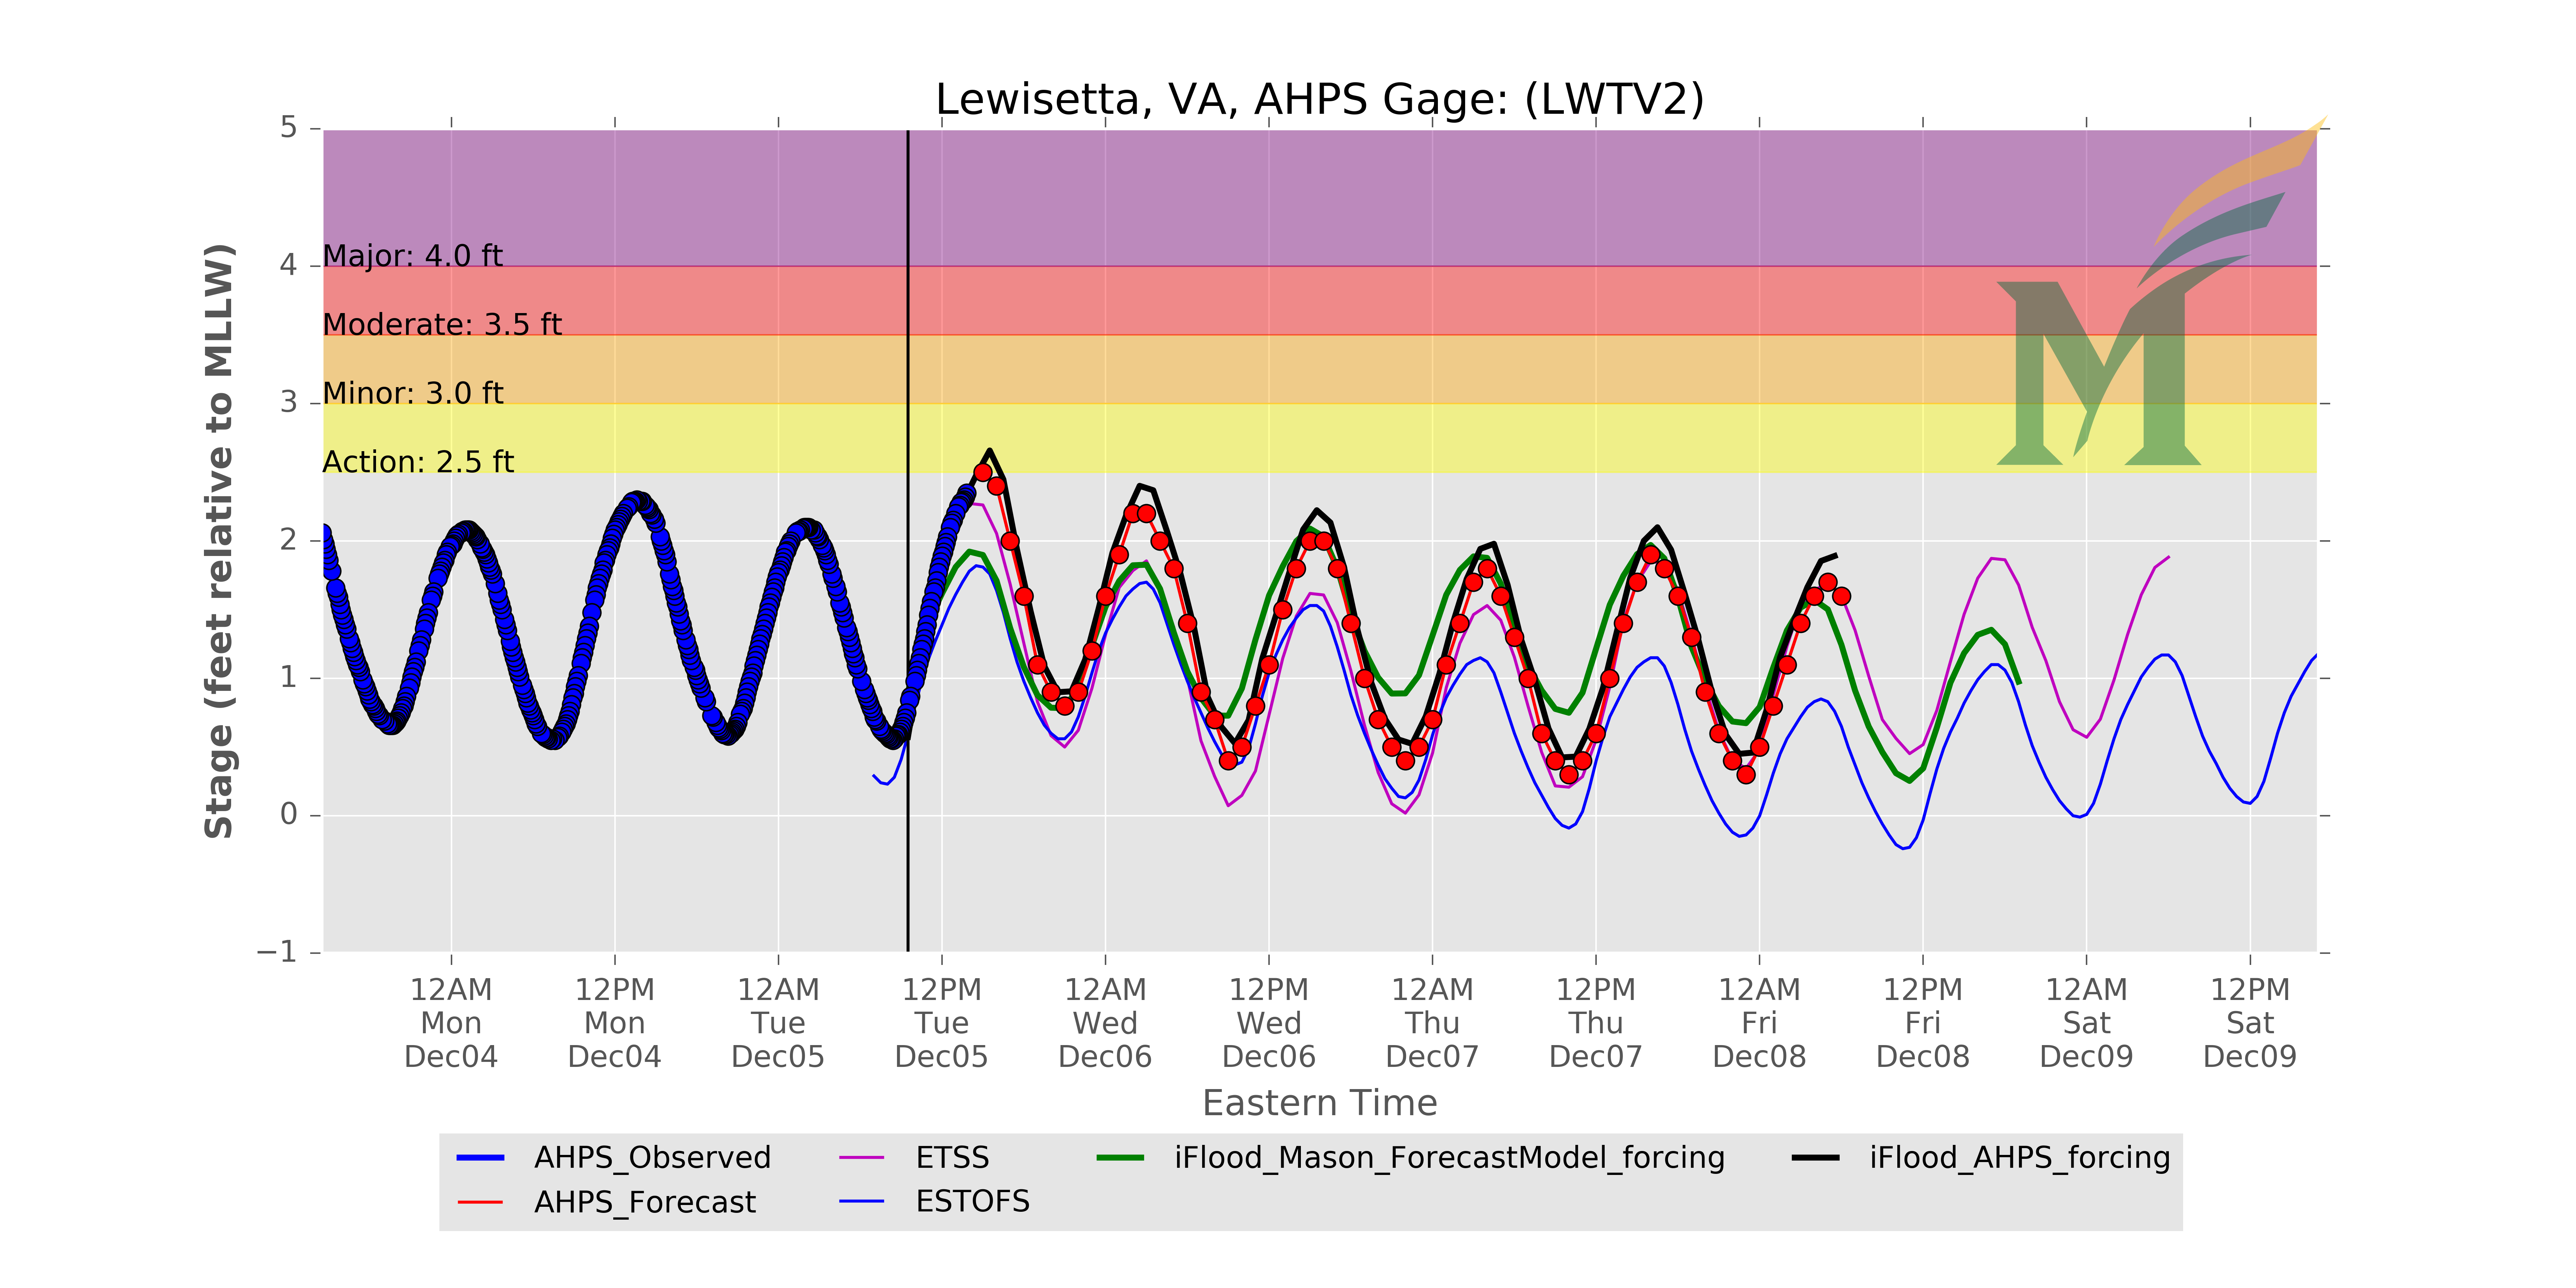 Lewisetta, VA, AHPS Gage: (LWTV2)
Stage (feet relative to MLLW)
5
4
3
2
1
0
−1
Major: 4.0 ft
Moderate: 3.5 ft
Minor: 3.0 ft
Action: 2.5 ft
12AM 12PM 12AM 12PM 12AM 12PM 12AM 12PM 12AM 12PM 12AM 12PM
Mon Mon Tue Tue Wed Wed Thu Thu Fri Fri Sat Sat
Dec04 Dec04 Dec05 Dec05 Dec06 Dec06 Dec07 Dec07 Dec08 Dec08 Dec09 Dec09
Eastern Time
AHPS_Observed ETSS iFlood_Mason_ForecastModel_forcing iFlood_AHPS_forcing
AHPS_Forecast ESTOFS
M